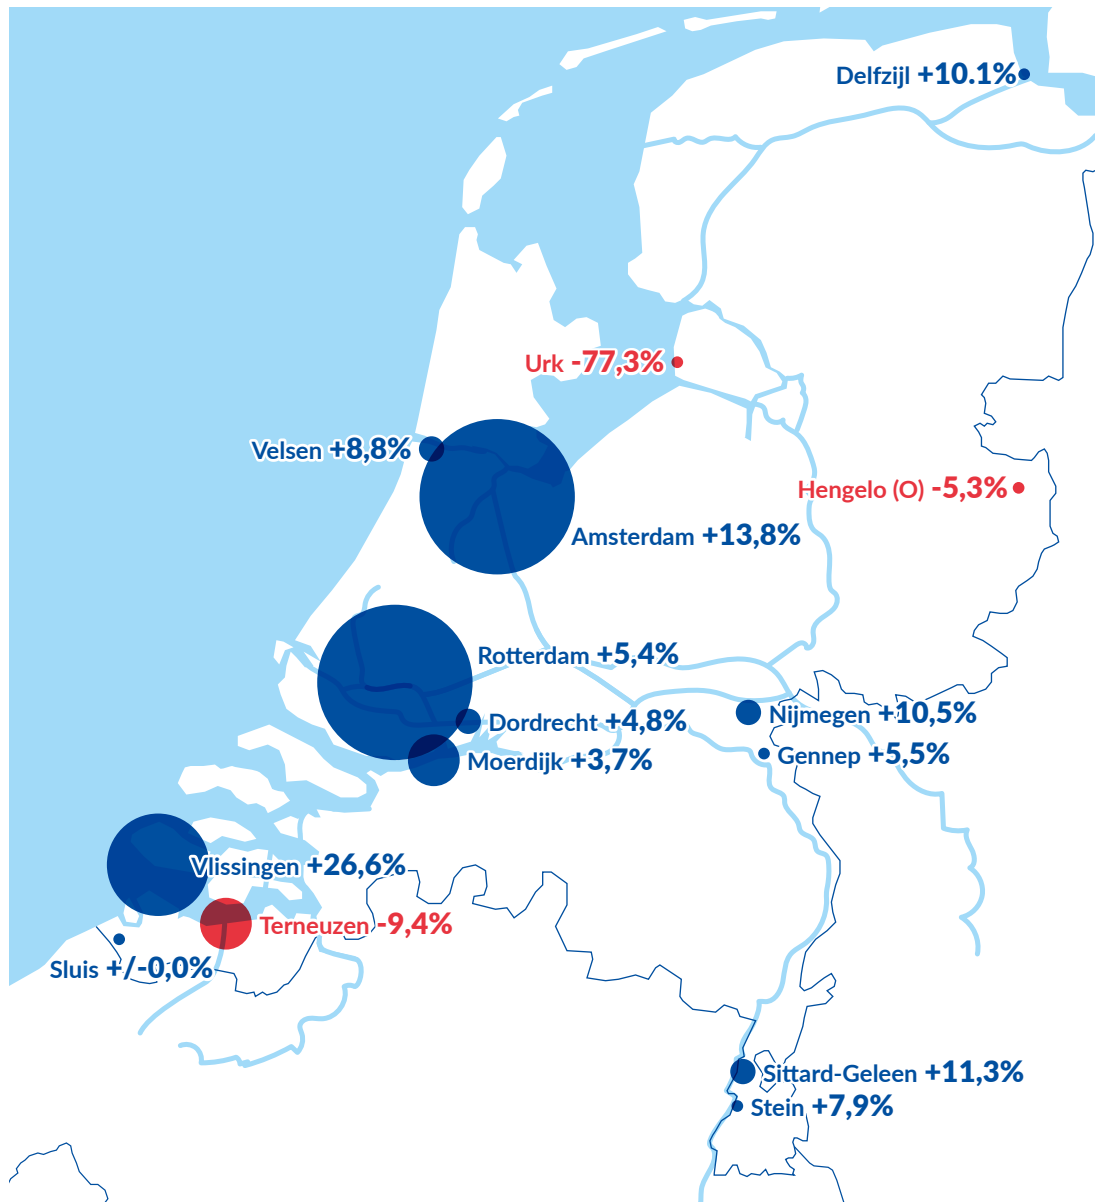 Delfzijl +10.1%
Urk -77,3%
Velsen +8,8%
Hengelo (O) -5,3%
Amsterdam +13,8%
Rotterdam +5,4%
Dordrecht +4,8%
Nijmegen +10,5%
Moerdijk +3,7%
Gennep +5,5%
Vlissingen +26,6%
Terneuzen -9,4%
Sluis +/-0,0%
Sittard-Geleen +11,3%
Stein +7,9%